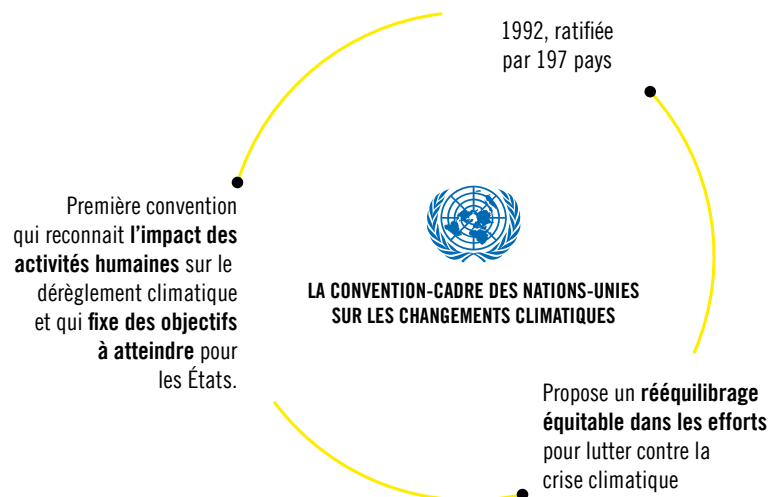 1992, ratifiée
par 197 pays
Première convention
qui reconnait l'impact des
activités humaines sur le
dérèglement climatique
et qui fixe des objectifs
à atteindre pour
les États.
LA CONVENTION-CADRE DES NATIONS-UNIES
SUR LES CHANGEMENTS CLIMATIQUES
Propose un rééquilibrage
équitable dans les efforts
pour lutter contre la
crise climatique